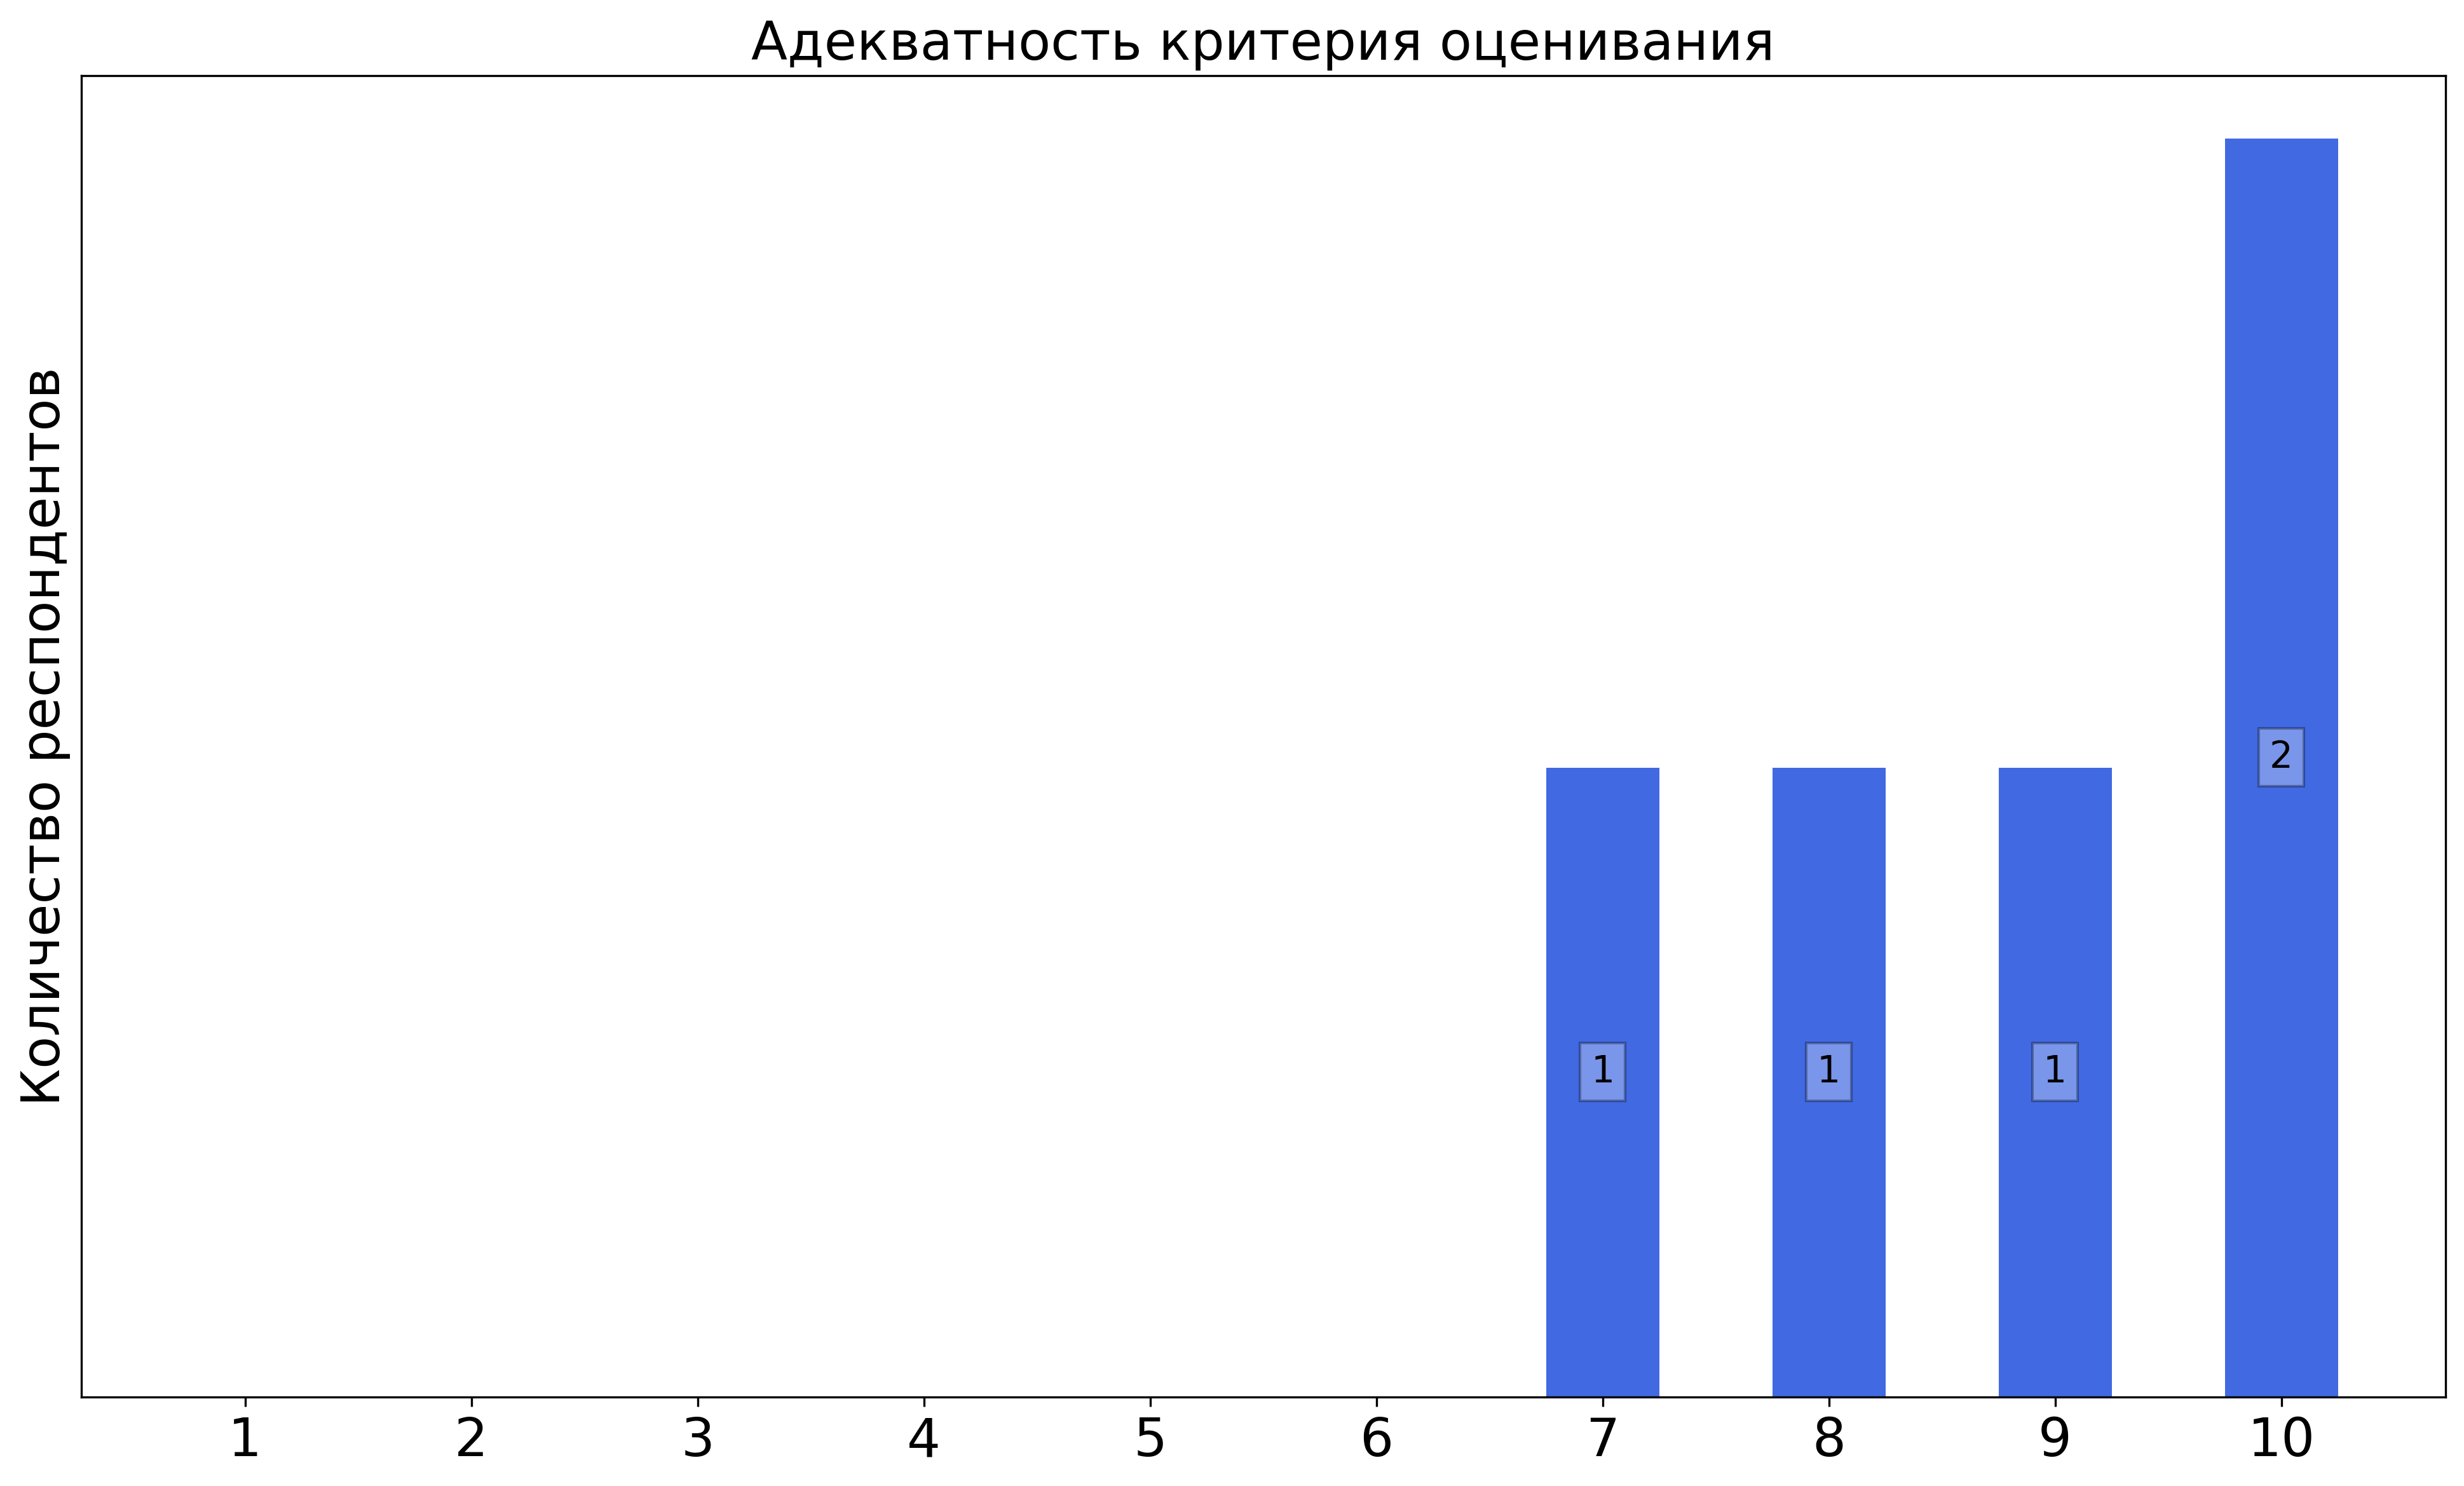 Адекватность критерия оценивания
Количество респондентов
2
1 1 1
1 2 3 4 5 6 7 8 9 10